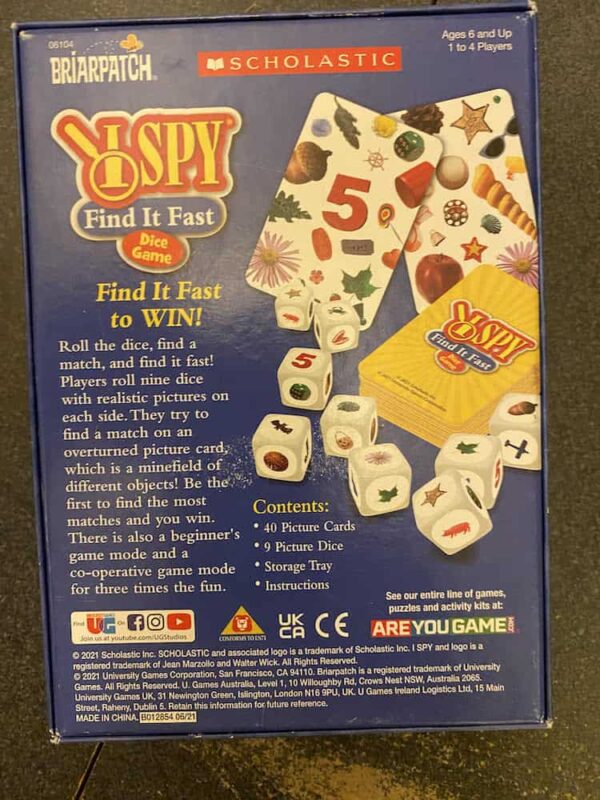 06104
BRIARPATCH®
SCHOLASTIC
Ages 6 and Up
1 to 4 Players
I SPY®
Find It Fast
Dice
Game
Find It Fast
to WIN!
Roll the dice, find a
match, and find it fast!
Players roll nine dice
with realistic pictures on
each side. They try to
find a match on an
overturned picture card,
which is a minefield of
different objects! Be the
first to find the most
matches and you win.
There is also a beginner's
game mode and a
co-operative game mode
for three times the fun.
5
5
I SPY
Find It Fast
Dice
Game
Contents:
• 40 Picture Cards
• 9 Picture Dice
• Storage Tray
• Instructions
See our entire line of games,
puzzles and activity kits at:
AREYOUGAME
Find UG On
Join us at youtube.com/UGStudios
CONFORMS TO EN71
UK
CA
CE
© 2021 Scholastic Inc. SCHOLASTIC and associated logo is a trademark of Scholastic Inc. I SPY and logo is a
registered trademark of Jean Marzollo and Walter Wick. All Rights Reserved.
© 2021 University Games Corporation, San Francisco, CA 94110. Briarpatch is a registered trademark of University
Games. All Rights Reserved. U. Games Australia, Level 1, 10 Willoughby Rd, Crows Nest NSW, Australia 2065.
University Games UK, 31 Newington Green, Islington, London N16 9PU, UK. U Games Ireland Logistics Ltd, 15 Main
Street, Raheny, Dublin 5. Retain this information for future reference.
MADE IN CHINA. B012854 06/21